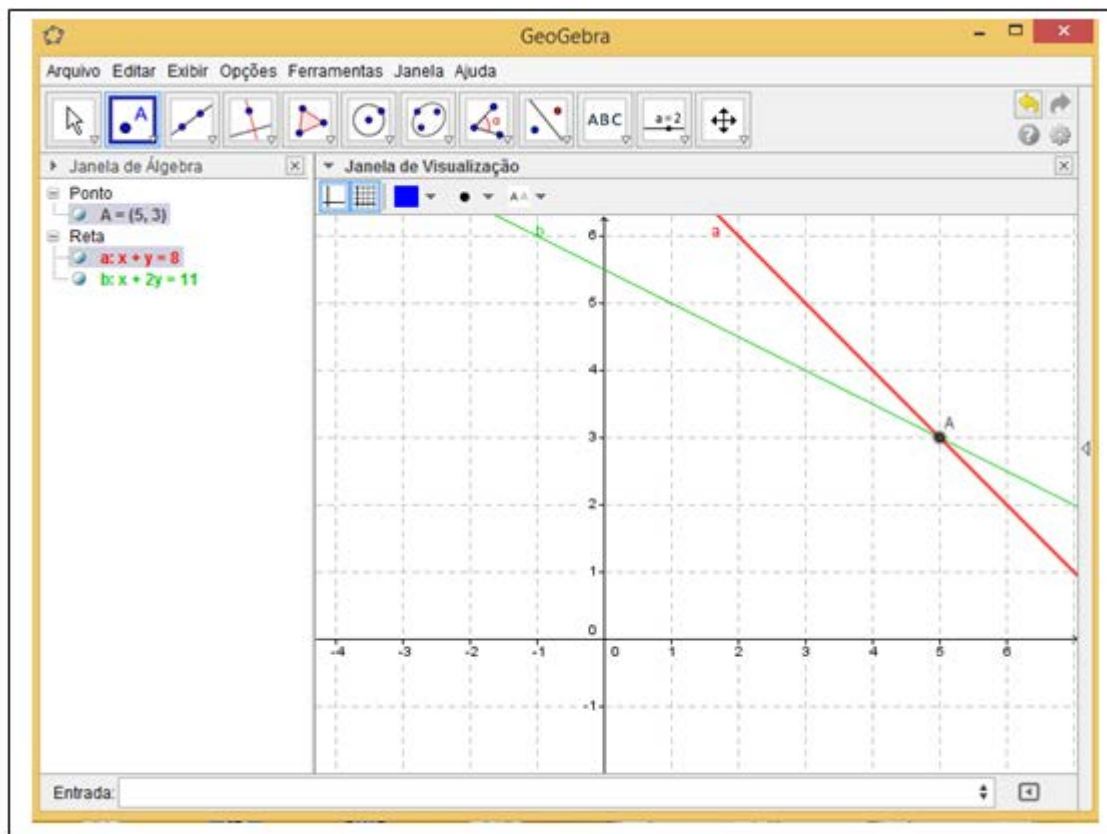 GeoGebra
Arquivo Editar Exibir Opções Ferramentas Janela Ajuda
A ABC a=2
Janela de Álgebra
Janela de Visualização
Ponto
A = (5, 3)
Reta
a: x + y = 8
b: x + 2y = 11
A A
b 6 a
5
4
3 A
2
1
0
-4 -3 -2 -1 0 1 2 3 4 5 6
-1
Entrada: